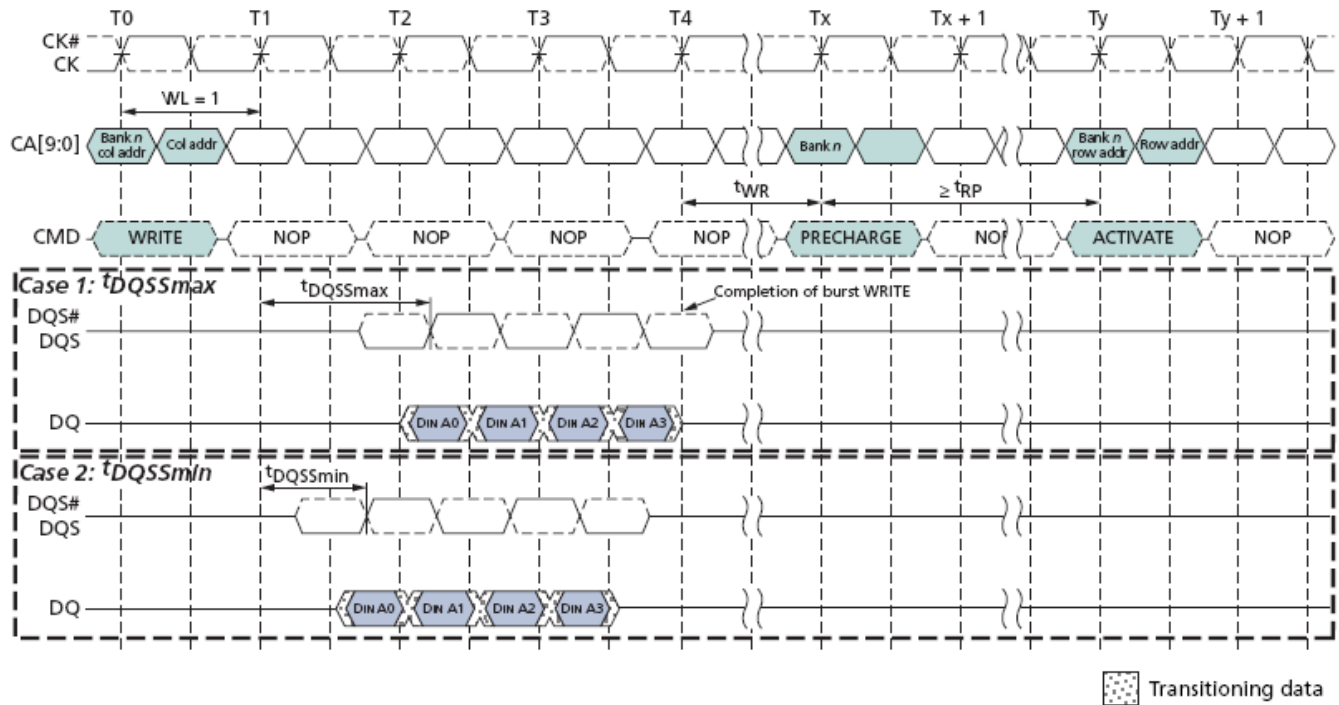 T0 T1 T2 T3 T4 Tx Tx + 1 Ty Ty + 1
CK#
CK
WL = 1
CA[9:0] Bank n col addr Col addr Bank n Bank n row addr Row addr
tWR ≥ tRP
CMD WRITE NOP NOP NOP NOP PRECHARGE NOP ACTIVATE NOP
Case 1: tDQSSmax
tDQSSmax
Completion of burst WRITE
DQS#
DQS
DQ DIN A0 DIN A1 DIN A2 DIN A3
Case 2: tDQSSmin
tDQSSmin
DQS#
DQS
DQ DIN A0 DIN A1 DIN A2 DIN A3
Transitioning data